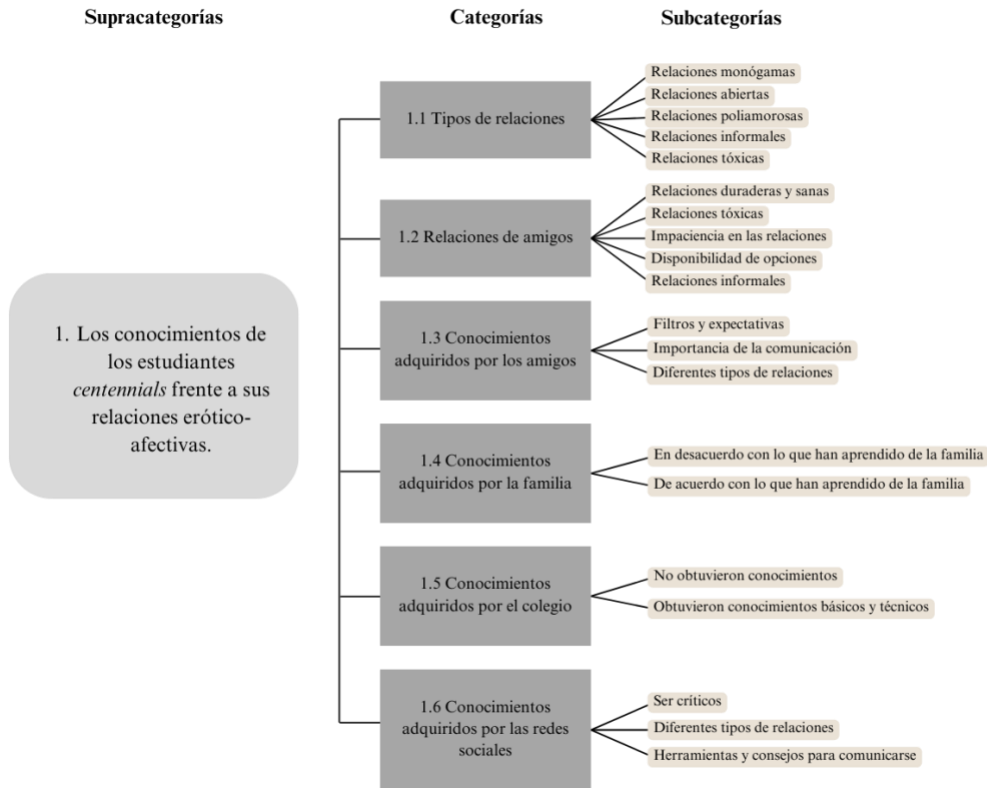 Supracategorías
Categorías
Subcategorías
1. Los conocimientos de
los estudiantes
centennials frente a sus
relaciones erótico-
afectivas.
1.1 Tipos de relaciones
Relaciones monógamas
Relaciones abiertas
Relaciones poliamorosas
Relaciones informales
Relaciones tóxicas
1.2 Relaciones de amigos
Relaciones duraderas y sanas
Relaciones tóxicas
Impaciencia en las relaciones
Disponibilidad de opciones
Relaciones informales
1.3 Conocimientos
adquiridos por los amigos
Filtros y expectativas
Importancia de la comunicación
Diferentes tipos de relaciones
1.4 Conocimientos
adquiridos por la familia
En desacuerdo con lo que han aprendido de la familia
De acuerdo con lo que han aprendido de la familia
1.5 Conocimientos
adquiridos por el colegio
No obtuvieron conocimientos
Obtuvieron conocimientos básicos y técnicos
1.6 Conocimientos
adquiridos por las redes
sociales
Ser críticos
Diferentes tipos de relaciones
Herramientas y consejos para comunicarse